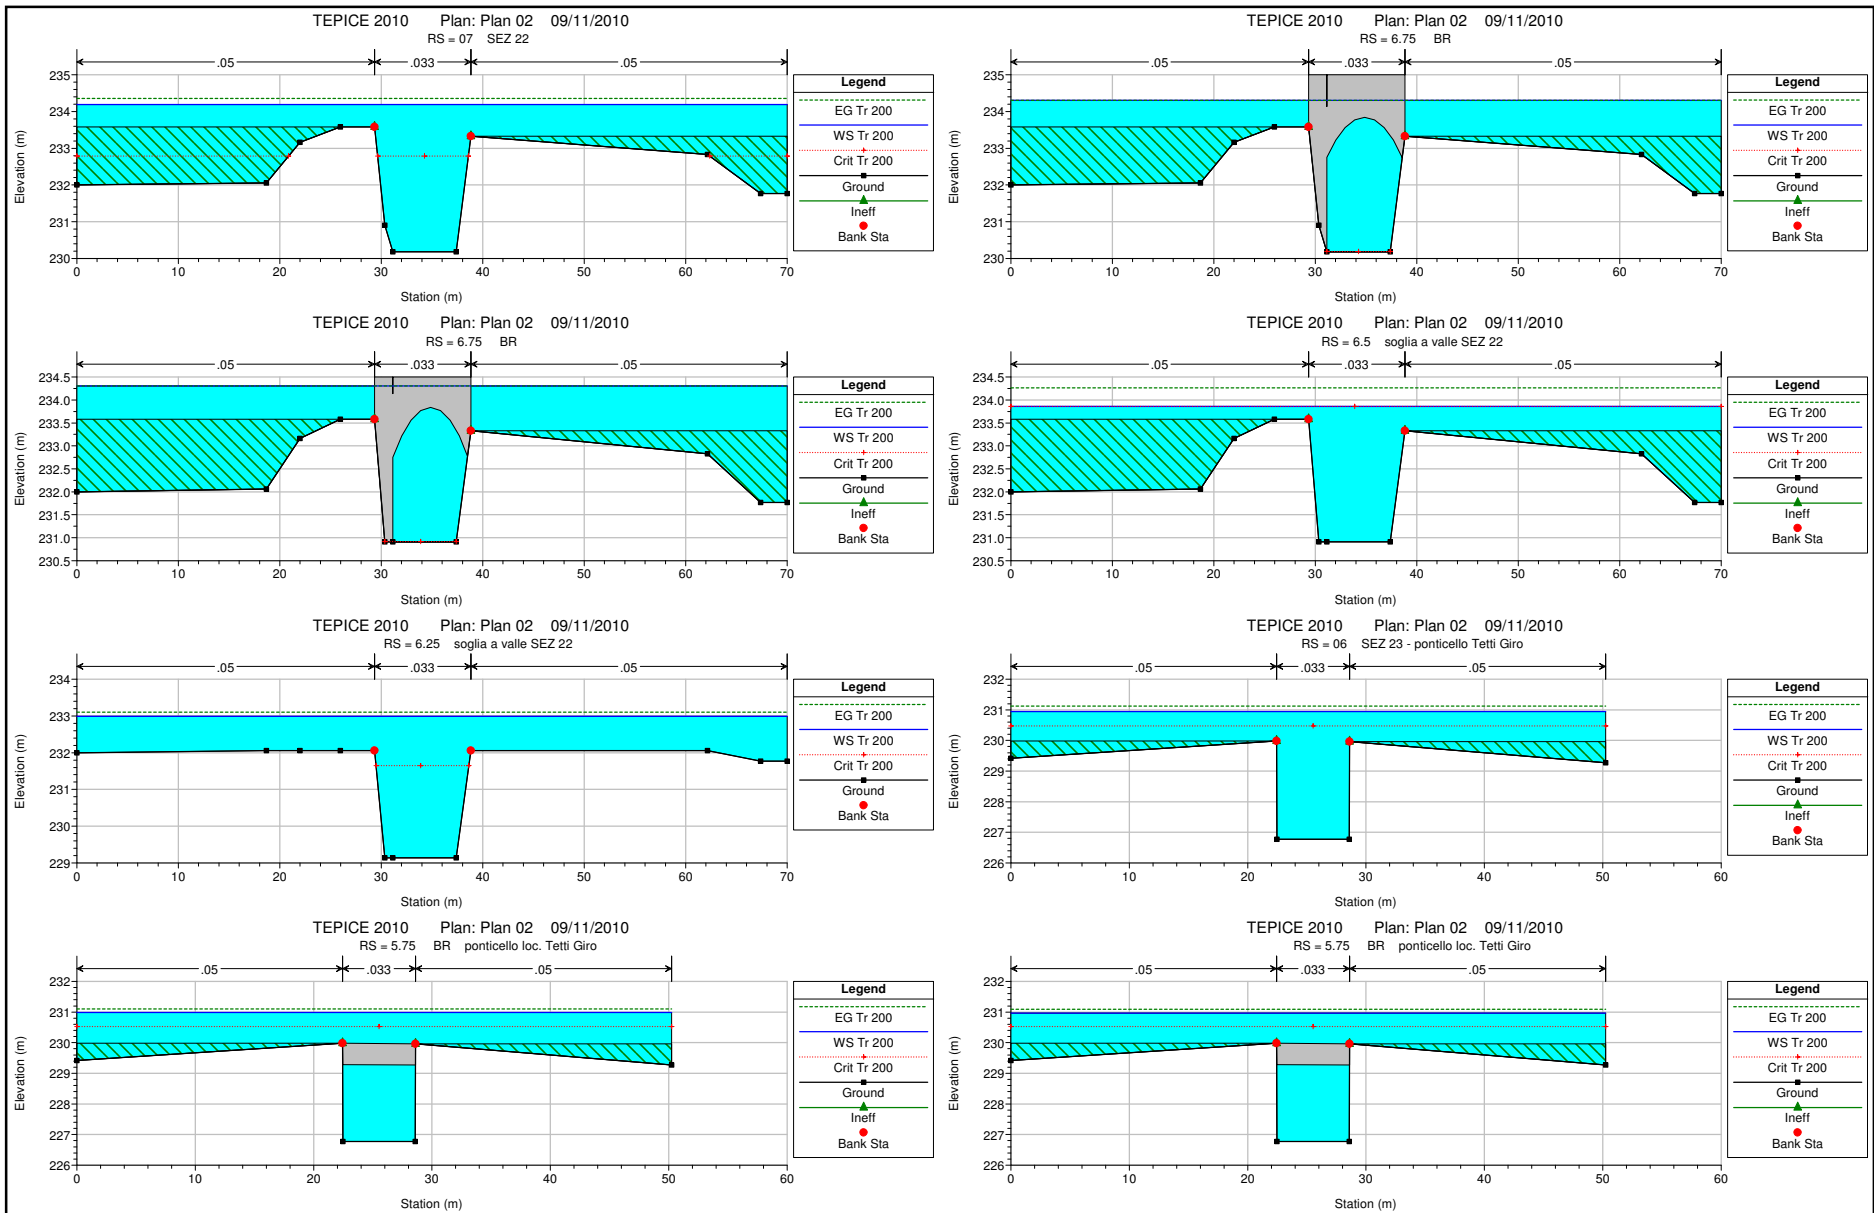 TEPICE 2010 Plan: Plan 02 09/11/2010
RS = 07 SEZ 22
.05 .033 .05
235
234
233
232
231
230
0 10 20 30 40 50 60 70
Station (m)
Elevation (m)
Legend
EG Tr 200
WS Tr 200
Crit Tr 200
Ground
Ineff
Bank Sta
TEPICE 2010 Plan: Plan 02 09/11/2010
RS = 6.75 BR
.05 .033 .05
235
234
233
232
231
230
0 10 20 30 40 50 60 70
Station (m)
Elevation (m)
Legend
EG Tr 200
WS Tr 200
Crit Tr 200
Ground
Ineff
Bank Sta
TEPICE 2010 Plan: Plan 02 09/11/2010
RS = 6.75 BR
.05 .033 .05
234.5
234.0
233.5
233.0
232.5
232.0
231.5
231.0
230.5
0 10 20 30 40 50 60 70
Station (m)
Elevation (m)
Legend
EG Tr 200
WS Tr 200
Crit Tr 200
Ground
Ineff
Bank Sta
TEPICE 2010 Plan: Plan 02 09/11/2010
RS = 6.5 soglia a valle SEZ 22
.05 .033 .05
234.5
234.0
233.5
233.0
232.5
232.0
231.5
231.0
230.5
0 10 20 30 40 50 60 70
Station (m)
Elevation (m)
Legend
EG Tr 200
WS Tr 200
Crit Tr 200
Ground
Ineff
Bank Sta
TEPICE 2010 Plan: Plan 02 09/11/2010
RS = 6.25 soglia a valle SEZ 22
.05 .033 .05
234
233
232
231
230
229
0 10 20 30 40 50 60 70
Station (m)
Elevation (m)
Legend
EG Tr 200
WS Tr 200
Crit Tr 200
Ground
Bank Sta
TEPICE 2010 Plan: Plan 02 09/11/2010
RS = 06 SEZ 23 - ponticello Tetti Giro
.05 .033 .05
232
231
230
229
228
227
226
0 10 20 30 40 50 60
Station (m)
Elevation (m)
Legend
EG Tr 200
WS Tr 200
Crit Tr 200
Ground
Ineff
Bank Sta
TEPICE 2010 Plan: Plan 02 09/11/2010
RS = 5.75 BR ponticello loc. Tetti Giro
.05 .033 .05
232
231
230
229
228
227
226
0 10 20 30 40 50 60
Station (m)
Elevation (m)
Legend
EG Tr 200
WS Tr 200
Crit Tr 200
Ground
Ineff
Bank Sta
TEPICE 2010 Plan: Plan 02 09/11/2010
RS = 5.75 BR ponticello loc. Tetti Giro
.05 .033 .05
232
231
230
229
228
227
226
0 10 20 30 40 50 60
Station (m)
Elevation (m)
Legend
EG Tr 200
WS Tr 200
Crit Tr 200
Ground
Ineff
Bank Sta